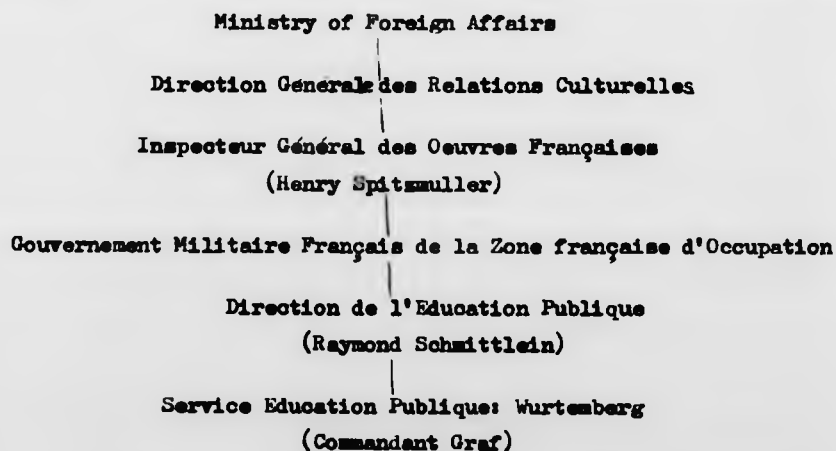 Ministry of Foreign Affairs
Direction Générale des Relations Culturelles
Inspecteur Général des Oeuvres Françaises
(Henry Spitzmuller)
Gouvernement Militaire Français de la Zone française d'Occupation
Direction de l'Education Publique
(Raymond Schmittlein)
Service Education Publique: Wurtemberg
(Commandant Graf)